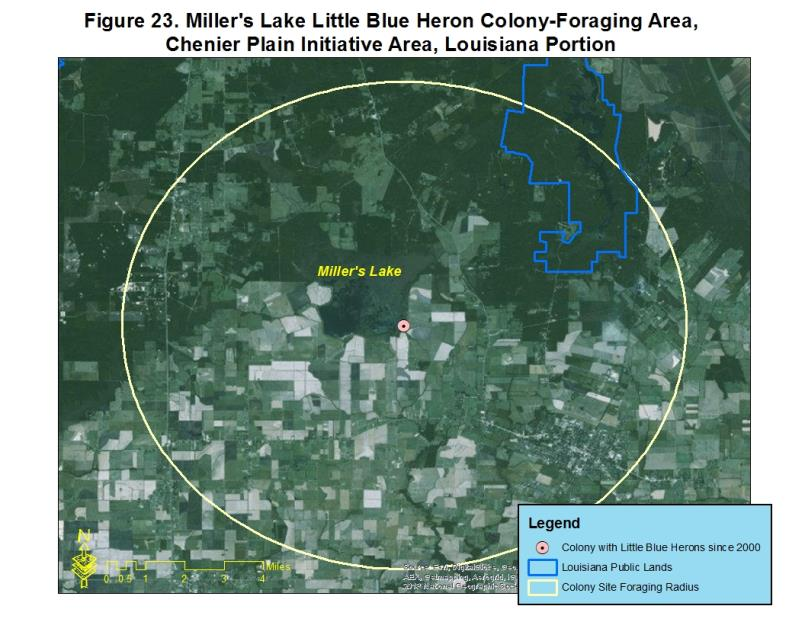 Figure 23. Miller's Lake Little Blue Heron Colony-Foraging Area,
Chenier Plain Initiative Area, Louisiana Portion
Miller's Lake
N
Miles
0 0.5 1 2 3 4
Legend
Colony with Little Blue Herons since 2000
Louisiana Public Lands
Colony Site Foraging Radius